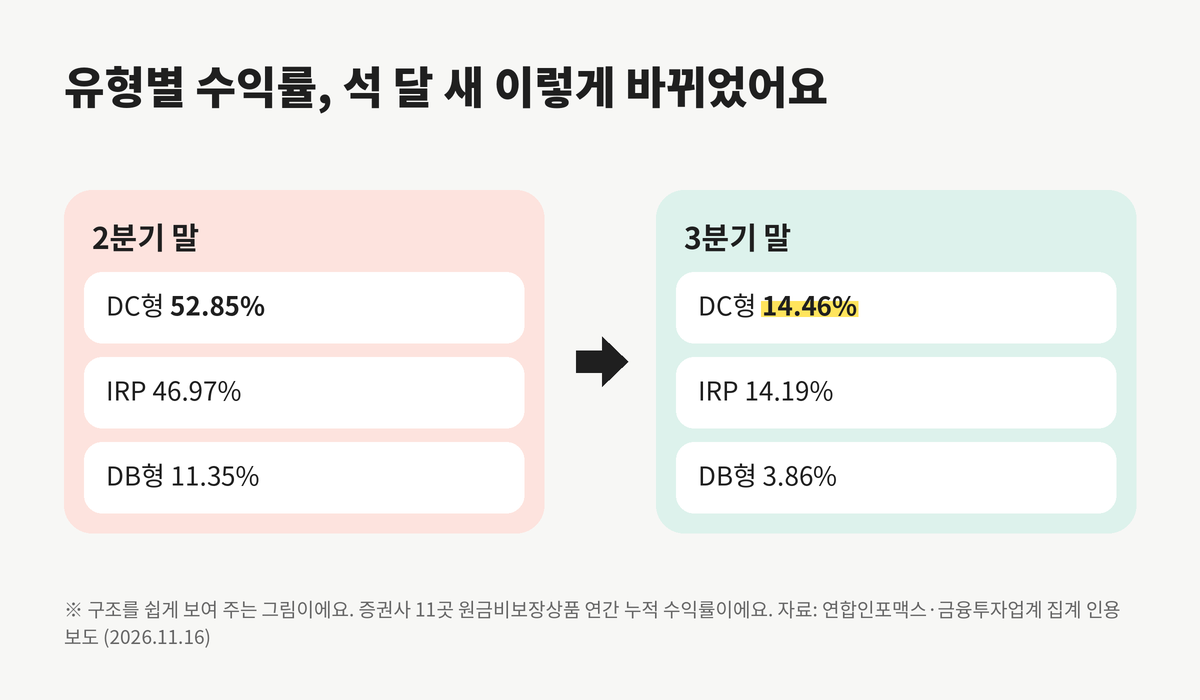 유형별 수익률, 석 달 새 이렇게 바뀌었어요
2분기 말
DC형 52.85%
IRP 46.97%
DB형 11.35%
3분기 말
DC형 14.46%
IRP 14.19%
DB형 3.86%
※ 구조를 쉽게 보여 주는 그림이에요. 증권사 11곳 원금비보장상품 연간 누적 수익률이에요. 자료: 연합인포맥스·금융투자업계 집계 인용
보도 (2026.11.16)